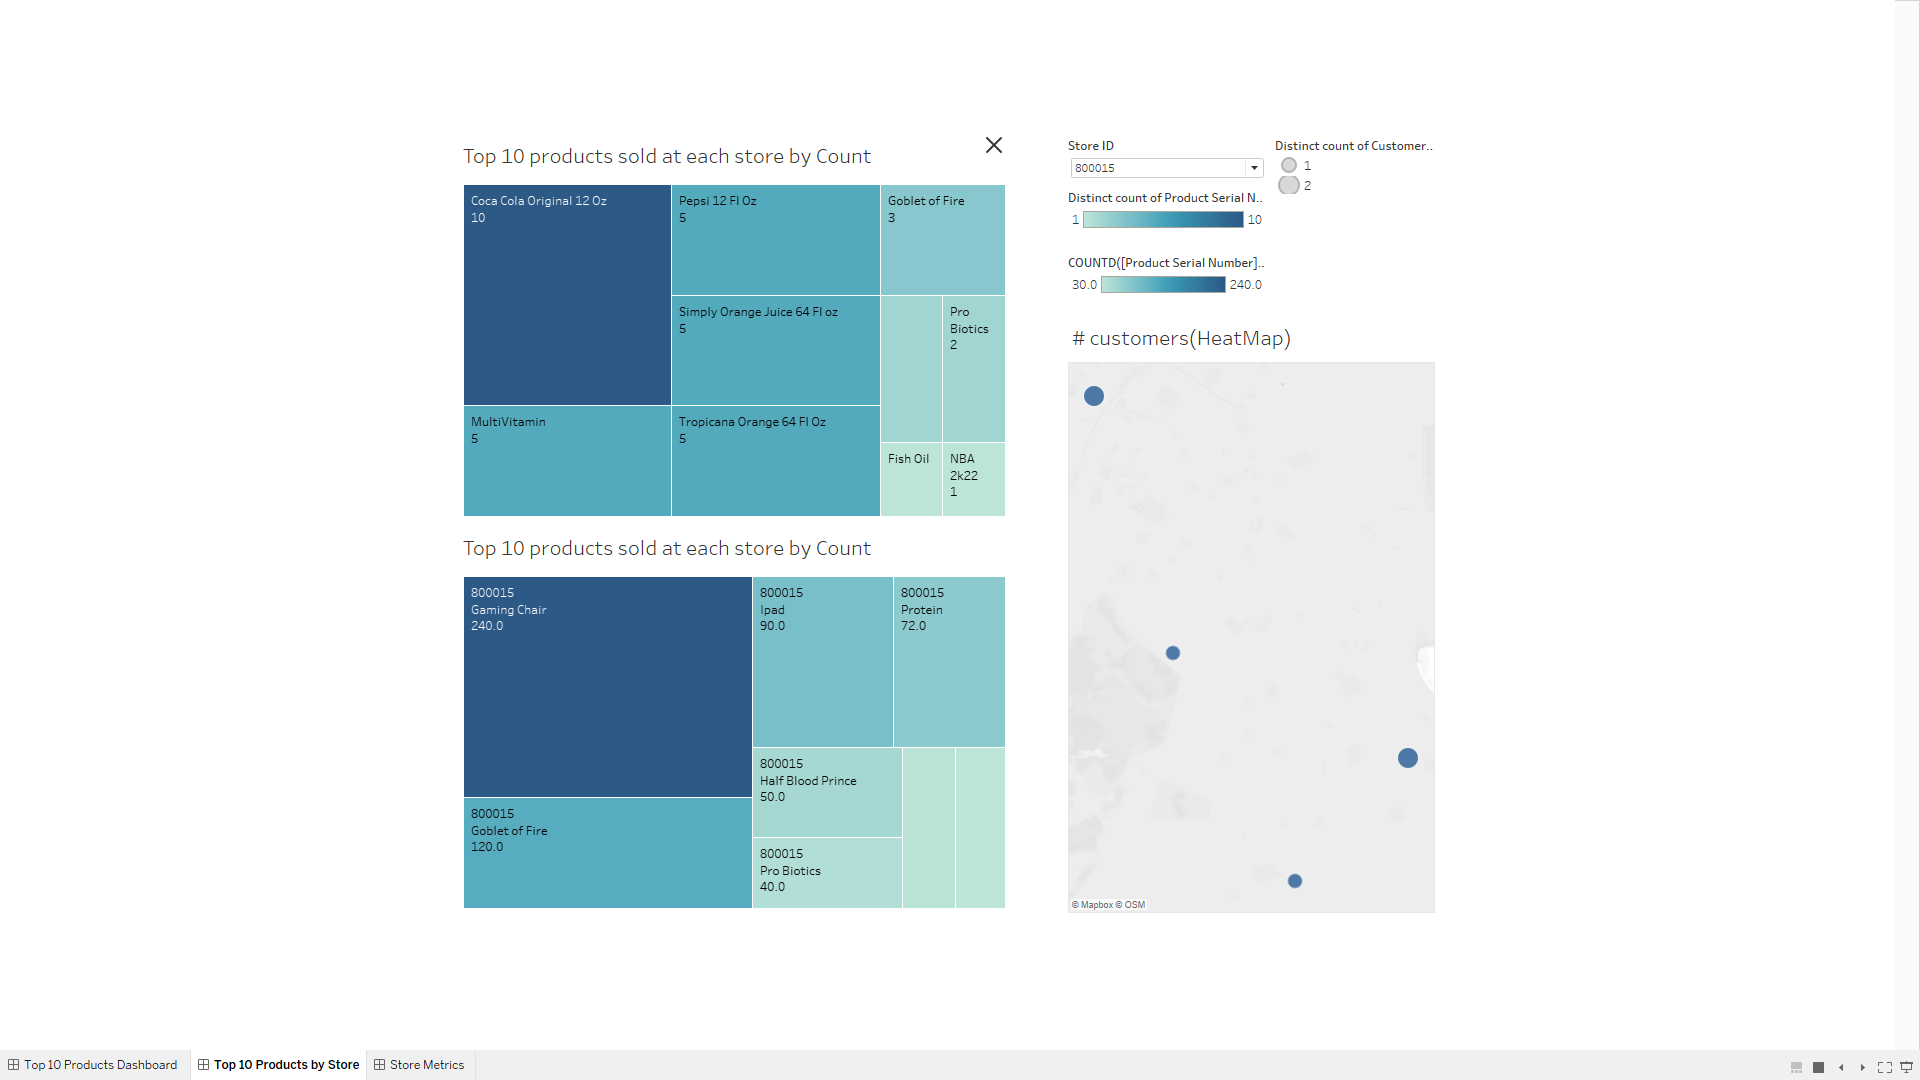 Top 10 products sold at each store by Count
Coca Cola Original 12 Oz
10
Pepsi 12 Fl Oz
5
Goblet of Fire
3
Simply Orange Juice 64 Fl oz
5
Pro
Biotics
2
MultiVitamin
5
Tropicana Orange 64 Fl Oz
5
Fish Oil
NBA
2k22
1
Top 10 products sold at each store by Count
800015
Gaming Chair
240.0
800015
Ipad
90.0
800015
Protein
72.0
800015
Half Blood Prince
50.0
800015
Goblet of Fire
120.0
800015
Pro Biotics
40.0
Store ID
800015
Distinct count of Customer..
1
2
Distinct count of Product Serial N..
1 10
COUNTD([Product Serial Number]..
30.0 240.0
# customers(HeatMap)
© Mapbox © OSM
Top 10 Products Dashboard
Top 10 Products by Store
Store Metrics